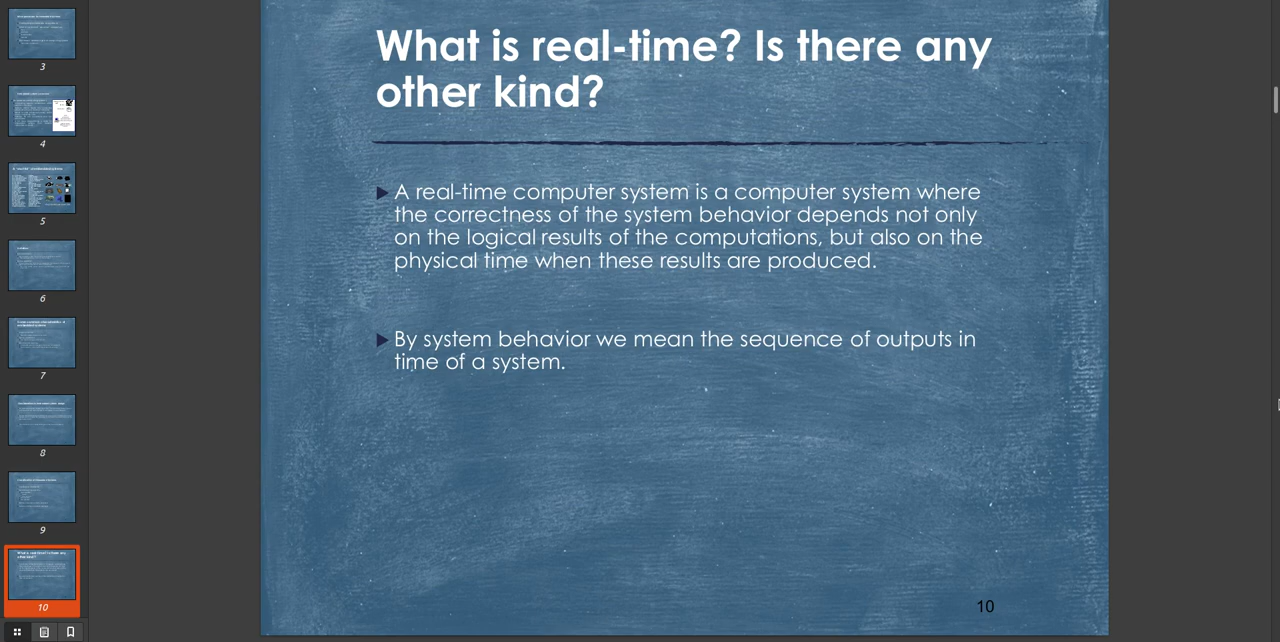 What is real-time? Is there any
other kind?
A real-time computer system is a computer system where
the correctness of the system behavior depends not only
on the logical results of the computations, but also on the
physical time when these results are produced.
By system behavior we mean the sequence of outputs in
time of a system.
10
3
4
5
6
7
8
9
10